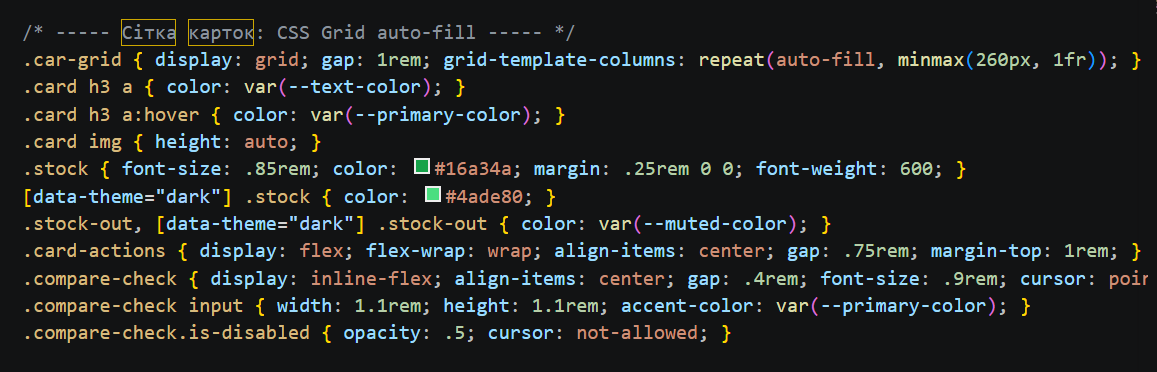 /* ----- Сітка карток: CSS Grid auto-fill ----- */
.car-grid { display: grid; gap: 1rem; grid-template-columns: repeat(auto-fill, minmax(260px, 1fr)); }
.card h3 a { color: var(--text-color); }
.card h3 a:hover { color: var(--primary-color); }
.card img { height: auto; }
.stock { font-size: .85rem; color: #16a34a; margin: .25rem 0 0; font-weight: 600; }
[data-theme="dark"] .stock { color: #4ade80; }
.stock-out, [data-theme="dark"] .stock-out { color: var(--muted-color); }
.card-actions { display: flex; flex-wrap: wrap; align-items: center; gap: .75rem; margin-top: 1rem; }
.compare-check { display: inline-flex; align-items: center; gap: .4rem; font-size: .9rem; cursor: poin
.compare-check input { width: 1.1rem; height: 1.1rem; accent-color: var(--primary-color); }
.compare-check.is-disabled { opacity: .5; cursor: not-allowed; }